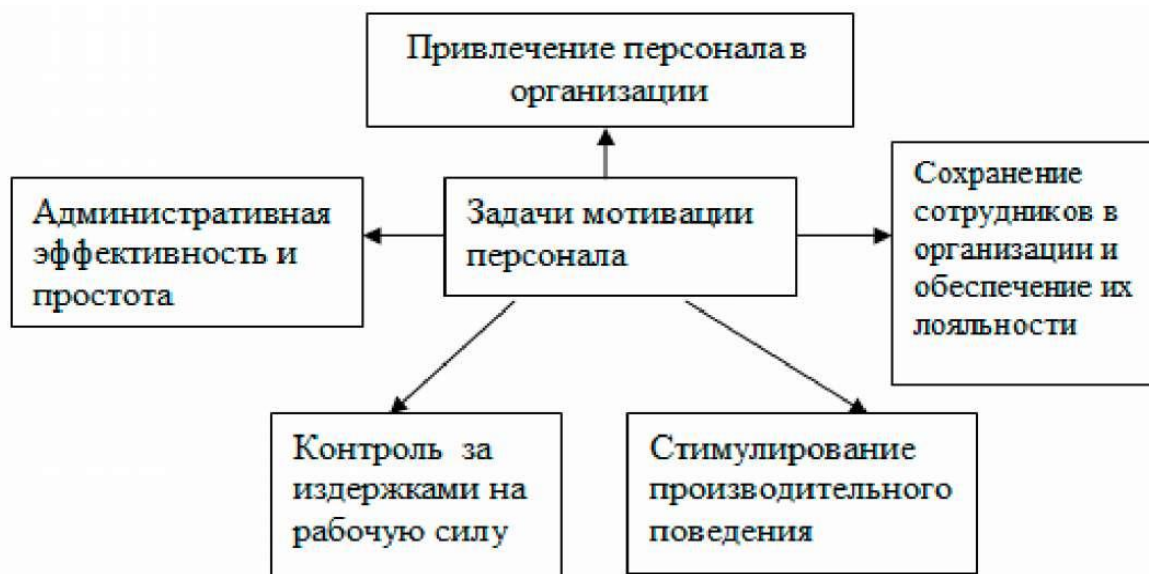 Привлечение персонала в
организации
Административная
эффективность и
простота
Задачи мотивации
персонала
Сохранение
сотрудников в
организации и
обеспечение их
лояльности
Контроль за
издержками на
рабочую силу
Стимулирование
производительного
поведения